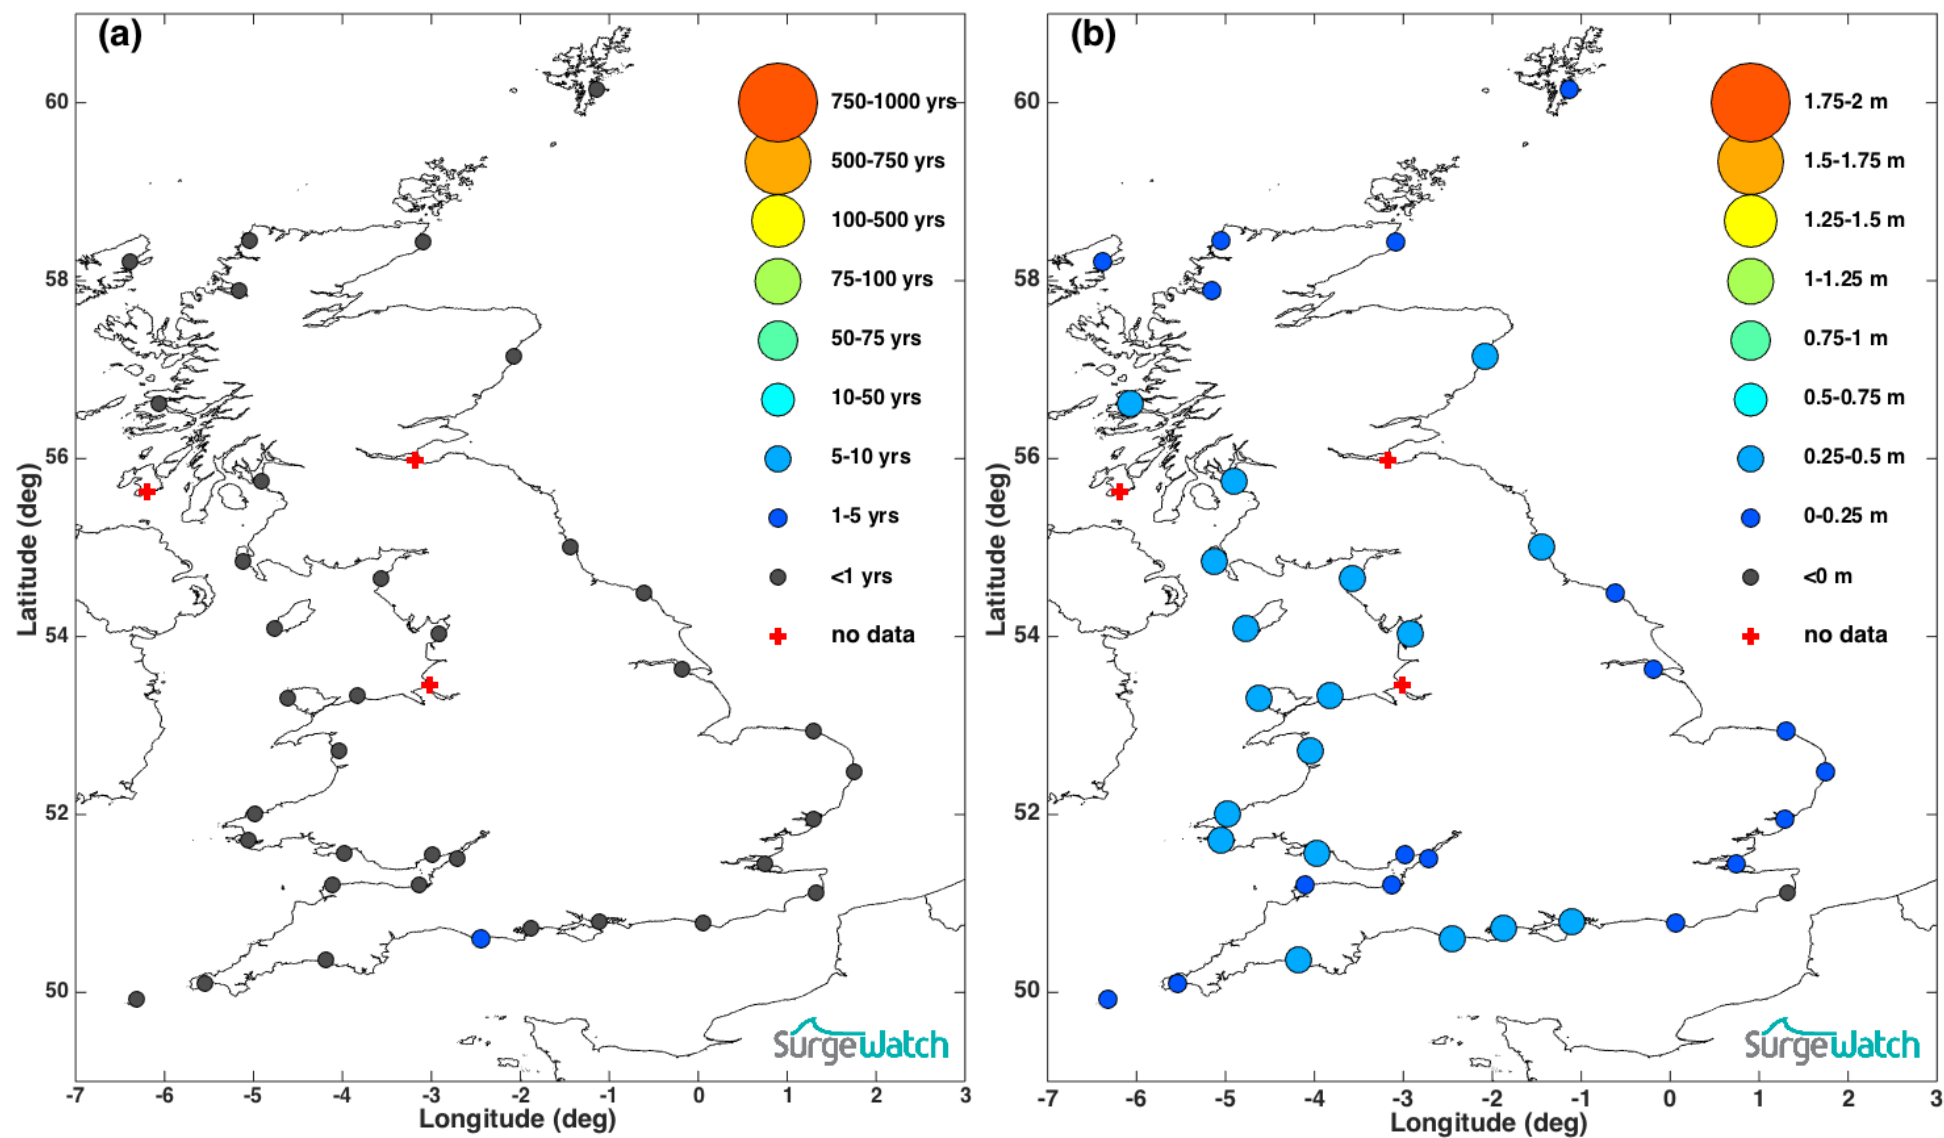 (a)
750-1000 yrs
500-750 yrs
100-500 yrs
75-100 yrs
50-75 yrs
10-50 yrs
5-10 yrs
1-5 yrs
<1 yrs
no data
60
58
56
54
52
50
Latitude (deg)
-7 -6 -5 -4 -3 -2 -1 0 1 2 3
Longitude (deg)
SurgeWatch
(b)
1.75-2 m
1.5-1.75 m
1.25-1.5 m
1-1.25 m
0.75-1 m
0.5-0.75 m
0.25-0.5 m
0-0.25 m
<0 m
no data
60
58
56
54
52
50
Latitude (deg)
-7 -6 -5 -4 -3 -2 -1 0 1 2 3
Longitude (deg)
SurgeWatch